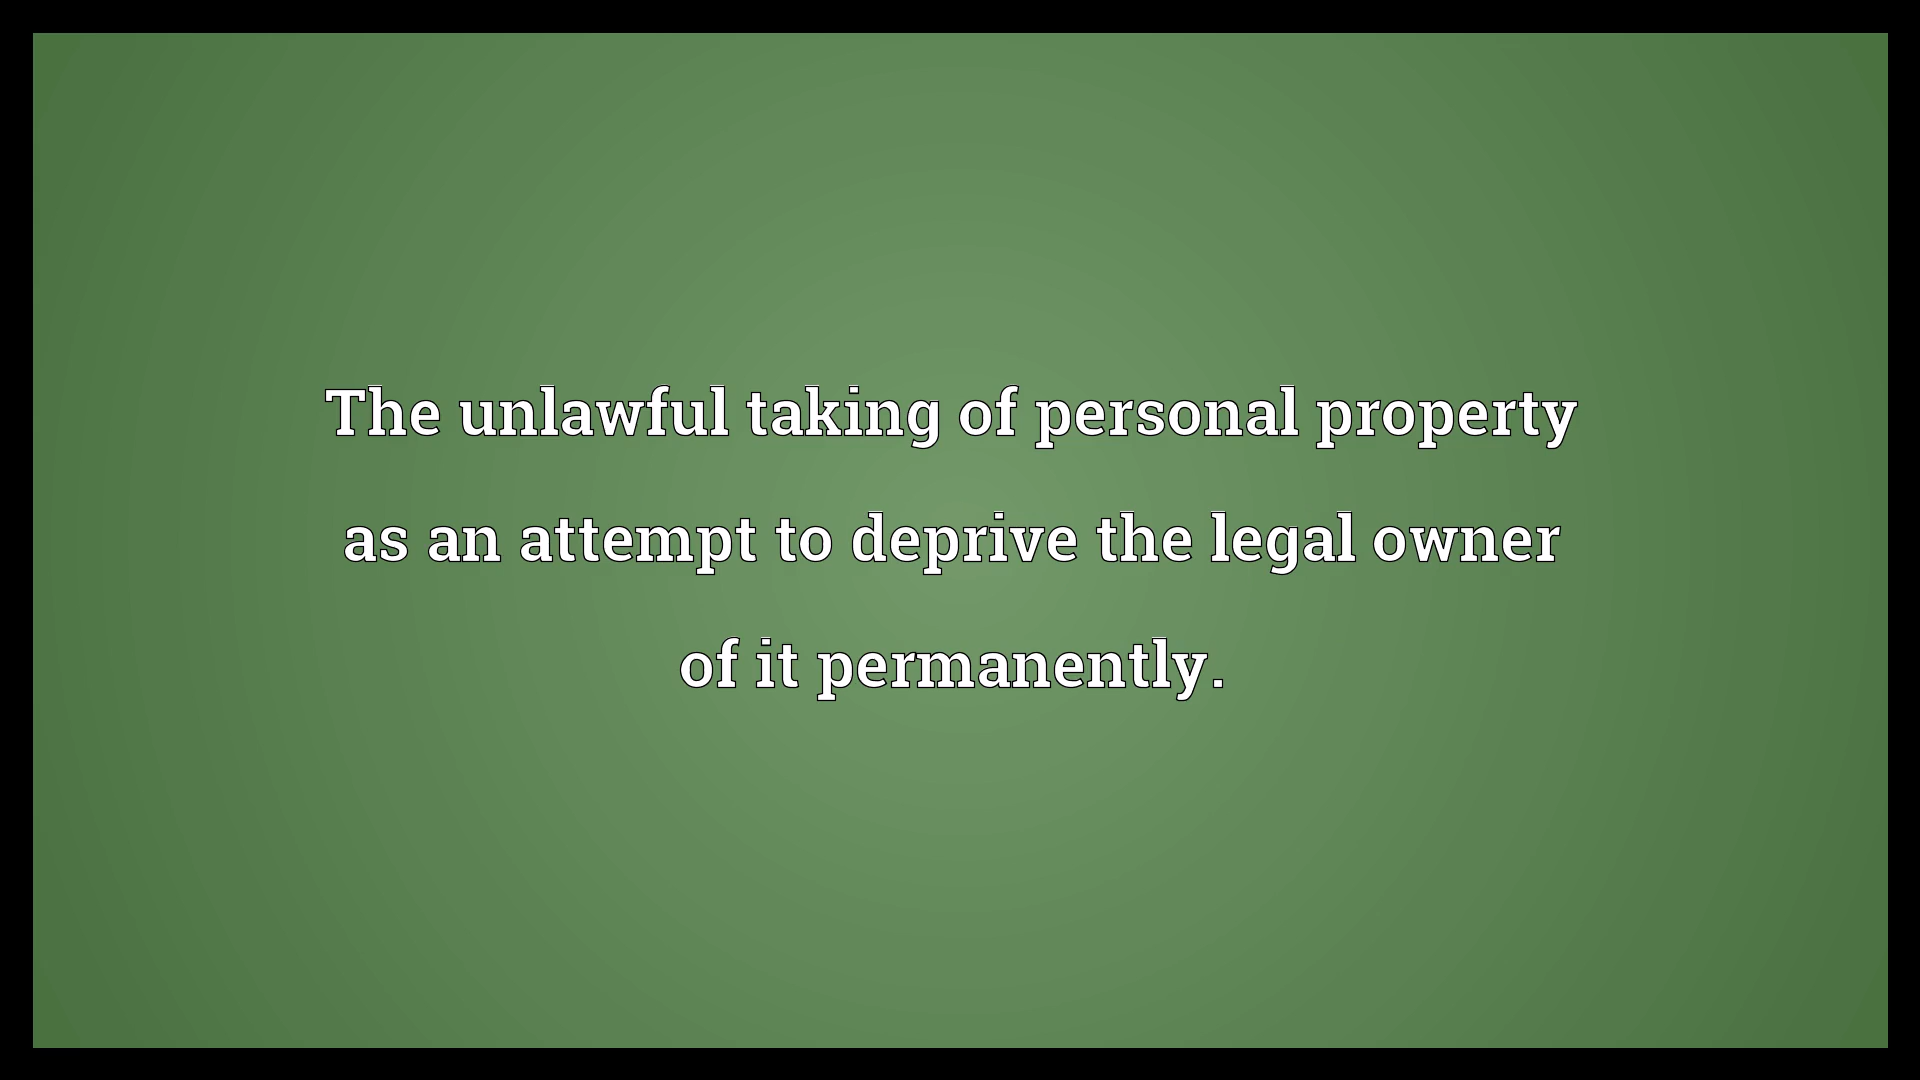 The unlawful taking of personal property
as an attempt to deprive the legal owner
of it permanently.